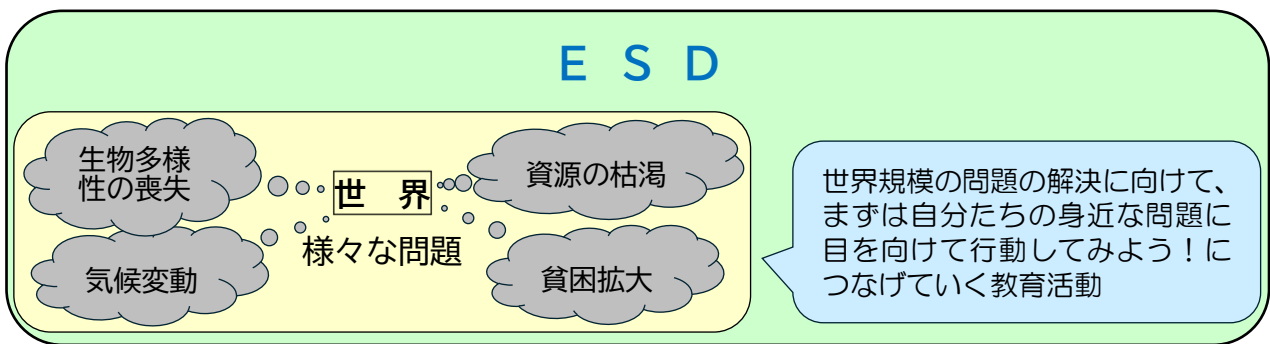 ＥＳＤ
生物多様
性の喪失
世　界
資源の枯渇
様々な問題
気候変動
貧困拡大
世界規模の問題の解決に向けて、
まずは自分たちの身近な問題に
目を向けて行動してみよう！に
つなげていく教育活動